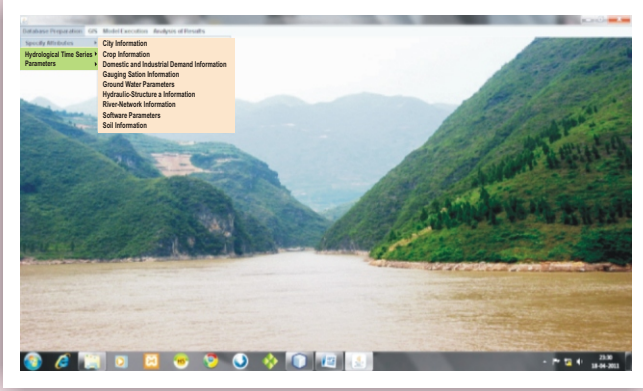 Database Preparation GIS Model Execution Analysis of Results
Specify Attributes
Hydrological Time Series
Parameters
City Information
Crop Information
Domestic and Industrial Demand Information
Gauging Sation Information
Ground Water Parameters
Hydraulic-Structure a Information
River-Network Information
Software Parameters
Soil Information
23:30
18-04-2011